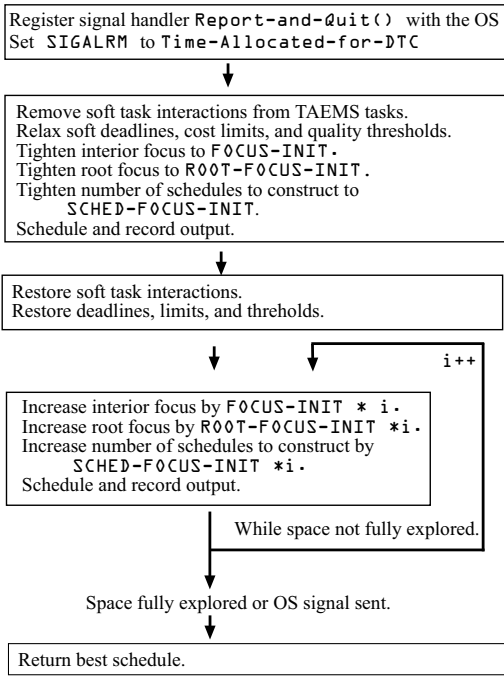 Register signal handler Report-and-Quit() with the OS
Set SIGALRM to Time-Allocated-for-DTC
Remove soft task interactions from TAEMS tasks.
Relax soft deadlines, cost limits, and quality thresholds.
Tighten interior focus to FOCUS-INIT.
Tighten root focus to ROOT-FOCUS-INIT.
Tighten number of schedules to construct to
SCHED-FOCUS-INIT.
Schedule and record output.
Restore soft task interactions.
Restore deadlines, limits, and threholds.
i++
Increase interior focus by FOCUS-INIT * i.
Increase root focus by ROOT-FOCUS-INIT *i.
Increase number of schedules to construct by
SCHED-FOCUS-INIT *i.
Schedule and record output.
While space not fully explored.
Space fully explored or OS signal sent.
Return best schedule.